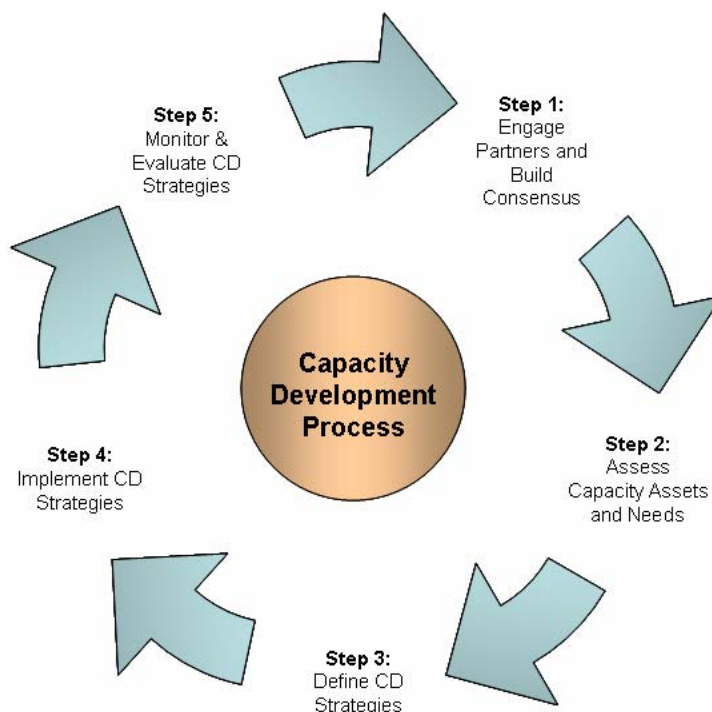 Step 1:
Engage
Partners and
Build
Consensus
Step 2:
Assess
Capacity Assets
and Needs
Step 3:
Define CD
Strategies
Step 4:
Implement CD
Strategies
Step 5:
Monitor &
Evaluate CD
Strategies
Capacity
Development
Process